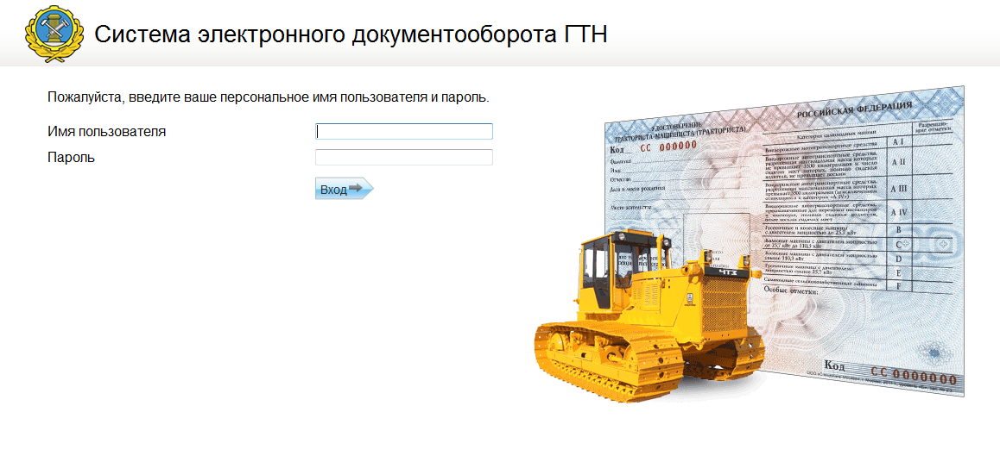 Система электронного документооборота ГТН
Пожалуйста, введите ваше персональное имя пользователя и пароль.
Имя пользователя
Пароль
Вход
УДОСТОВЕРЕНИЕ
ТРАКТОРИСТА-МАШИНИСТА (ТРАКТОРИСТА)
Код СС 000000
Фамилия
Имя
Отчество
Дата и место рождения
Место жительства
РОССИЙСКАЯ ФЕДЕРАЦИЯ
Категории самоходных машин
Разрешаю-
щие отметки
Внедорожные мототранспортные средства
A I
Внедорожные автотранспортные средства,
разрешенная максимальная масса которых
не превышает 3500 килограммов и число
сидячих мест которых, помимо сиденья
водителя, не превышает восьми
A II
Внедорожные автотранспортные средства,
разрешенная максимальная масса которых
превышает 3500 килограммов (за исключением
относящихся к категории «A IV»)
A III
Внедорожные автотранспортные средства,
предназначенные для перевозки пассажиров
и имеющие, помимо сиденья водителя,
более восьми сидячих мест
A IV
Гусеничные и колесные машины
с двигателем мощностью до 25,7 кВт
B
Колесные машины с двигателем мощностью
от 25,7 кВт до 110,3 кВт
C
Колесные машины с двигателем мощностью
свыше 110,3 кВт
D
Гусеничные машины с двигателем
мощностью свыше 25,7 кВт
E
Самоходные сельскохозяйственные машины
F
Особые отметки:
Код СС 0000000
ЧТЗ